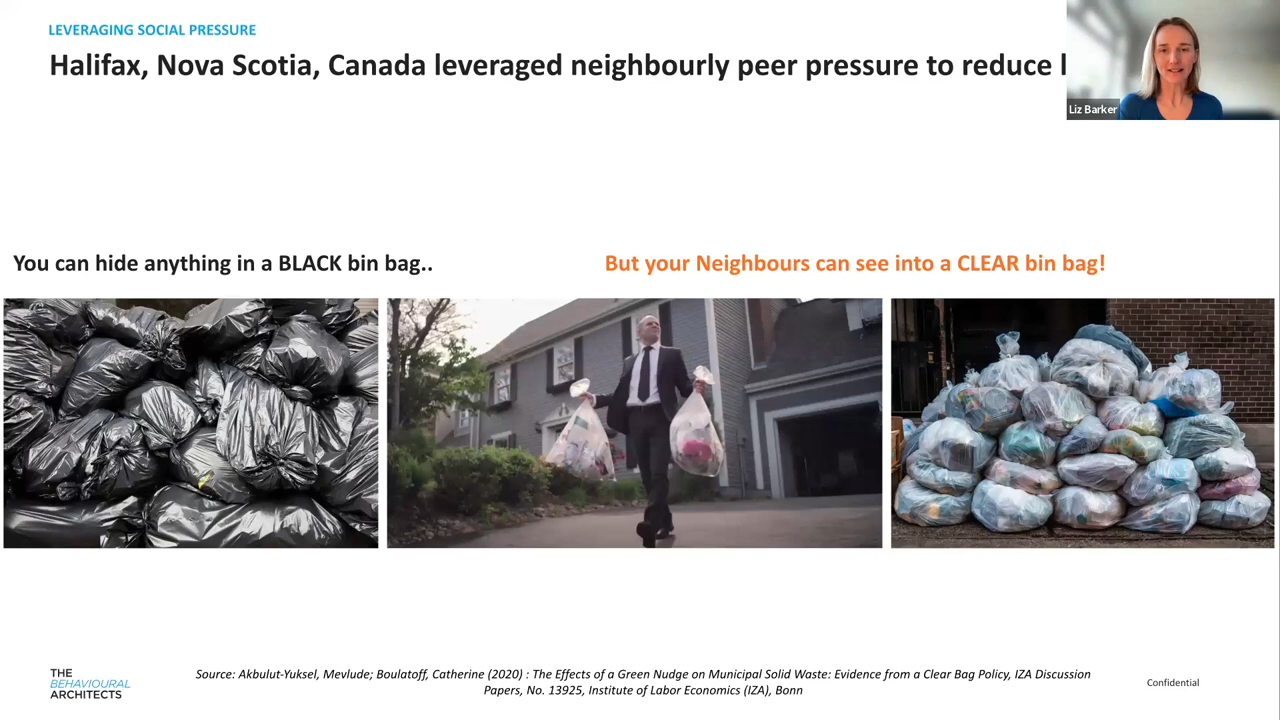 LEVERAGING SOCIAL PRESSURE
Halifax, Nova Scotia, Canada leveraged neighbourly peer pressure to reduce
Liz Barker
You can hide anything in a BLACK bin bag..
But your Neighbours can see into a CLEAR bin bag!
THE
BEHAVIOURAL
ARCHITECTS
Source: Akbulut-Yuksel, Mevlude; Boulatoff, Catherine (2020) : The Effects of a Green Nudge on Municipal Solid Waste: Evidence from a Clear Bag Policy, IZA Discussion
Papers, No. 13925, Institute of Labor Economics (IZA), Bonn
Confidential